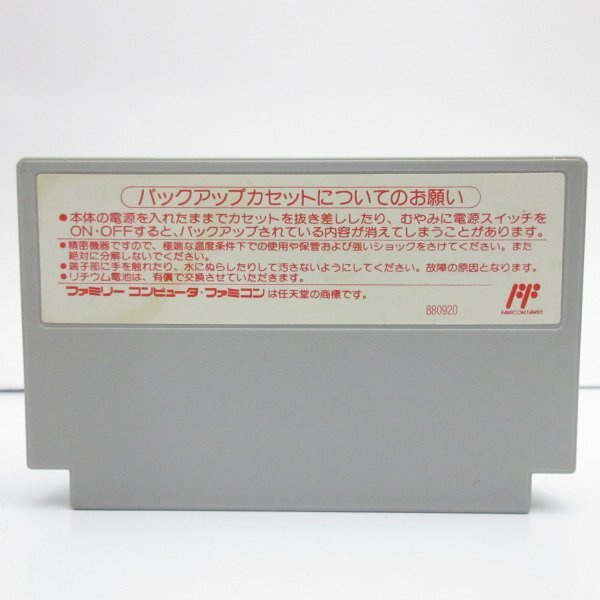 バックアップカセットについてのお願い
●本体の電源を入れたままでカセットを抜き差ししたり、むやみに電源スイッチを
ON・OFFすると、バックアップされている内容が消えてしまうことがあります。
●精密機器ですので、極端な温度条件下での使用や保管および強いショックをさけてください。また
絶対に分解しないでください。
●端子部に手を触れたり、水にぬらしたりして汚さないようにしてください。故障の原因となります。
●リチウム電池は、有償で交換させていただきます。
ファミリー コンピュータ・ファミコン は任天堂の商標です。
880920
FAMICOM FAMILY